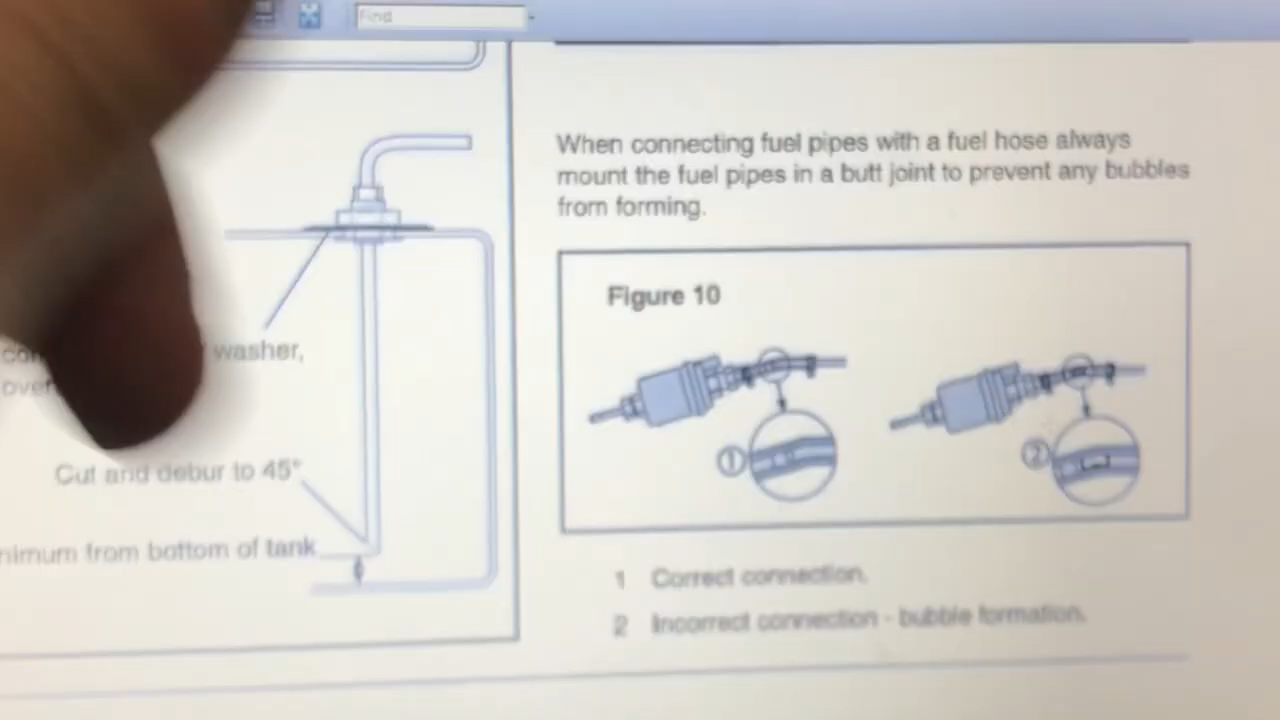 Find
When connecting fuel pipes with a fuel hose always
mount the fuel pipes in a butt joint to prevent any bubbles
from forming.
Figure 10
1
2
1 Correct connection.
2 Incorrect connection - bubble formation.
washer,
Cut and debur to 45°
from bottom of tank